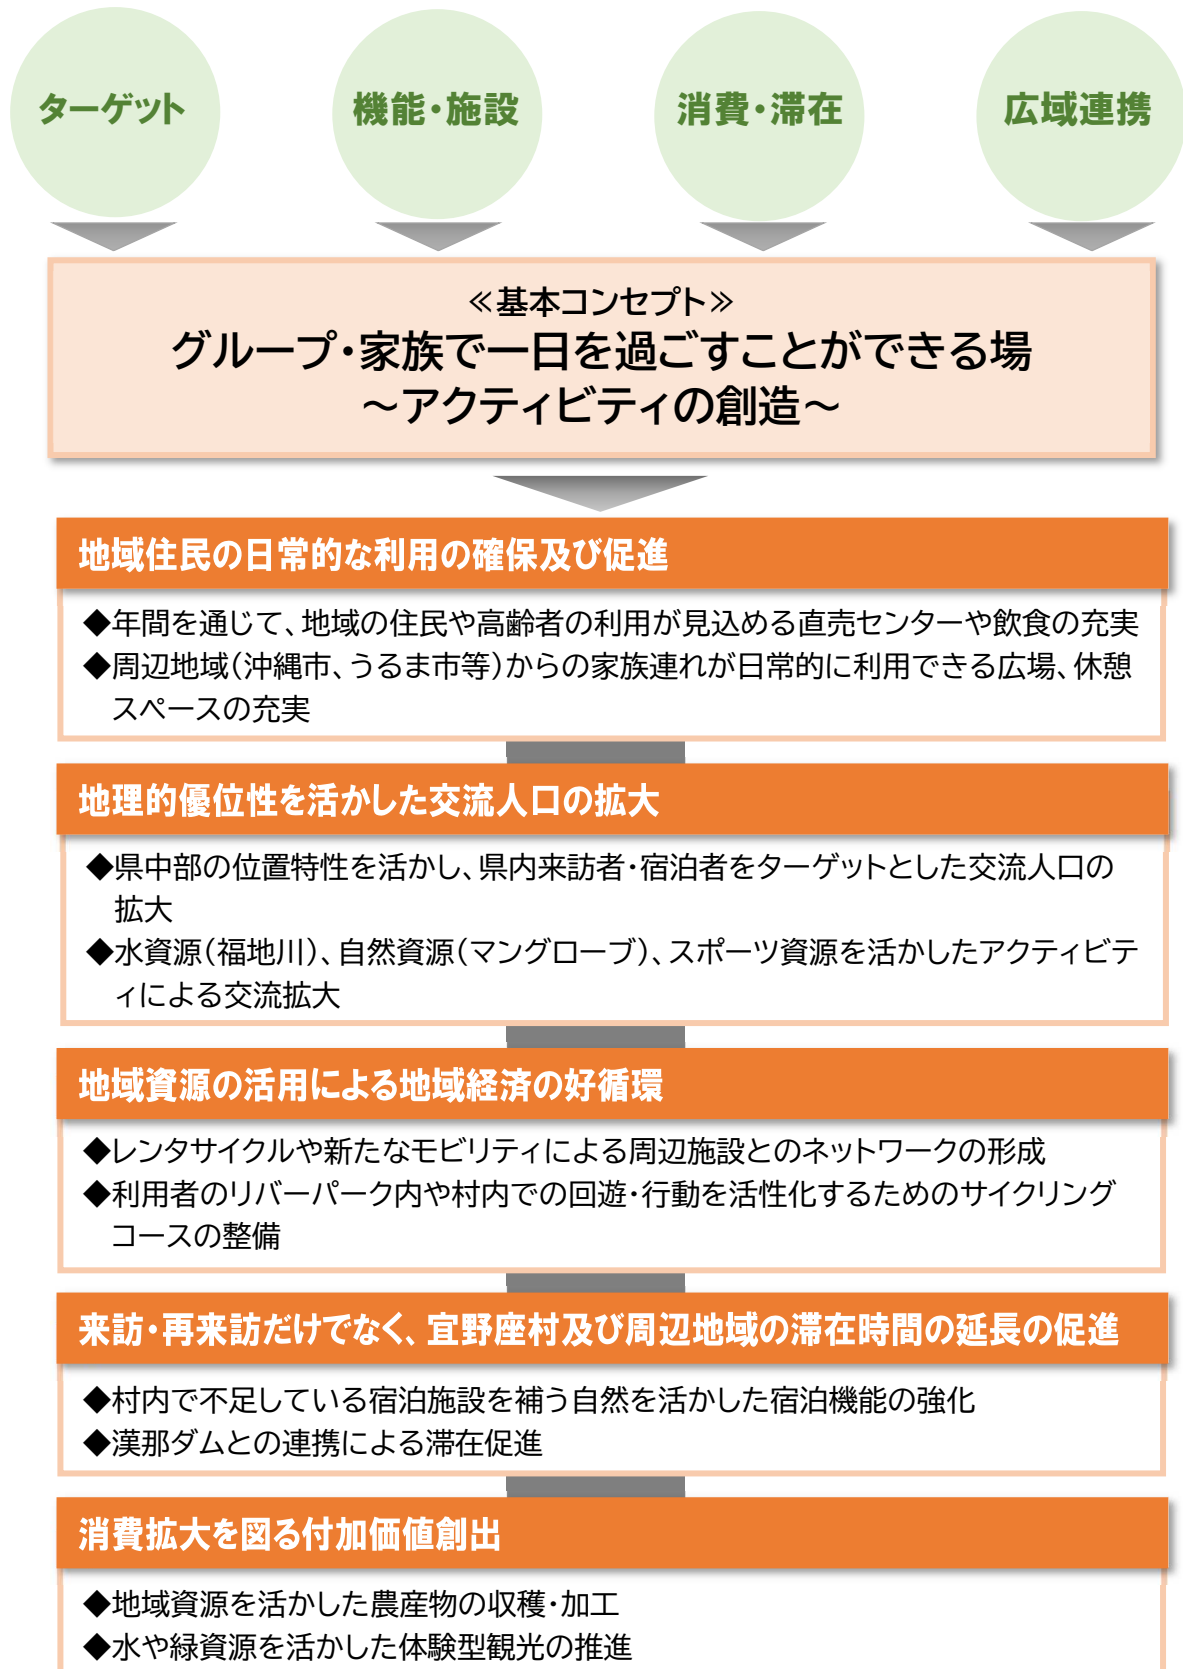 ターゲット
機能・施設
消費・滞在
広域連携
≪基本コンセプト≫
グループ・家族で一日を過ごすことができる場
～アクティビティの創造～
地域住民の日常的な利用の確保及び促進
◆年間を通じて、地域の住民や高齢者の利用が見込める直売センターや飲食の充実
◆周辺地域（沖縄市、うるま市等）からの家族連れが日常的に利用できる広場、休憩
スペースの充実
地理的優位性を活かした交流人口の拡大
◆県中部の位置特性を活かし、県内来訪者・宿泊者をターゲットとした交流人口の
拡大
◆水資源（福地川）、自然資源（マングローブ）、スポーツ資源を活かしたアクティビテ
ィによる交流拡大
地域資源の活用による地域経済の好循環
◆レンタサイクルや新たなモビリティによる周辺施設とのネットワークの形成
◆利用者のリバーパーク内や村内での回遊・行動を活性化するためのサイクリング
コースの整備
来訪・再来訪だけでなく、宜野座村及び周辺地域の滞在時間の延長の促進
◆村内で不足している宿泊施設を補う自然を活かした宿泊機能の強化
◆漢那ダムとの連携による滞在促進
消費拡大を図る付加価値創出
◆地域資源を活かした農産物の収穫・加工
◆水や緑資源を活かした体験型観光の推進